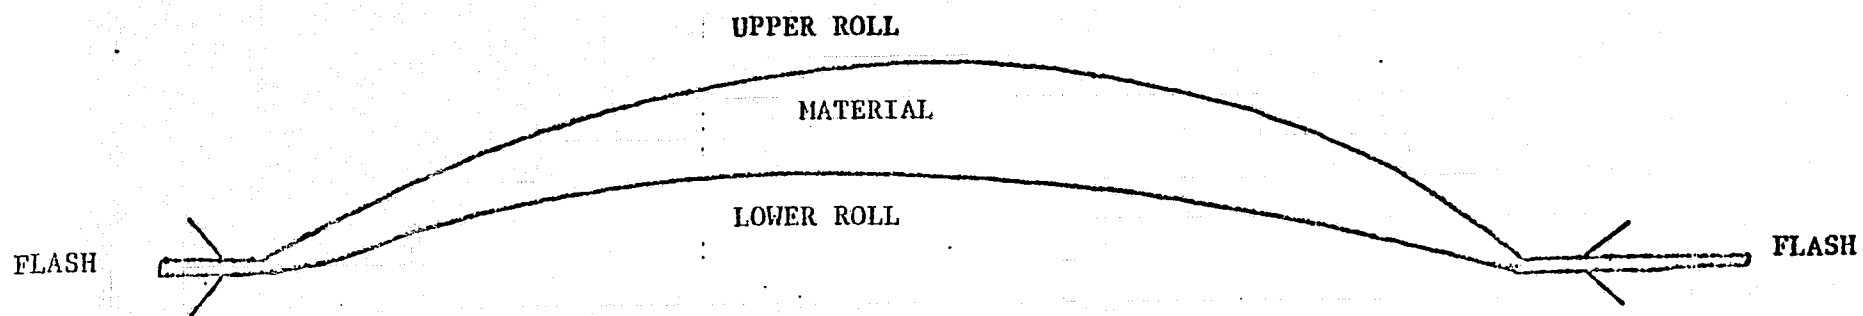 UPPER ROLL
MATERIAL
LOWER ROLL
FLASH
FLASH